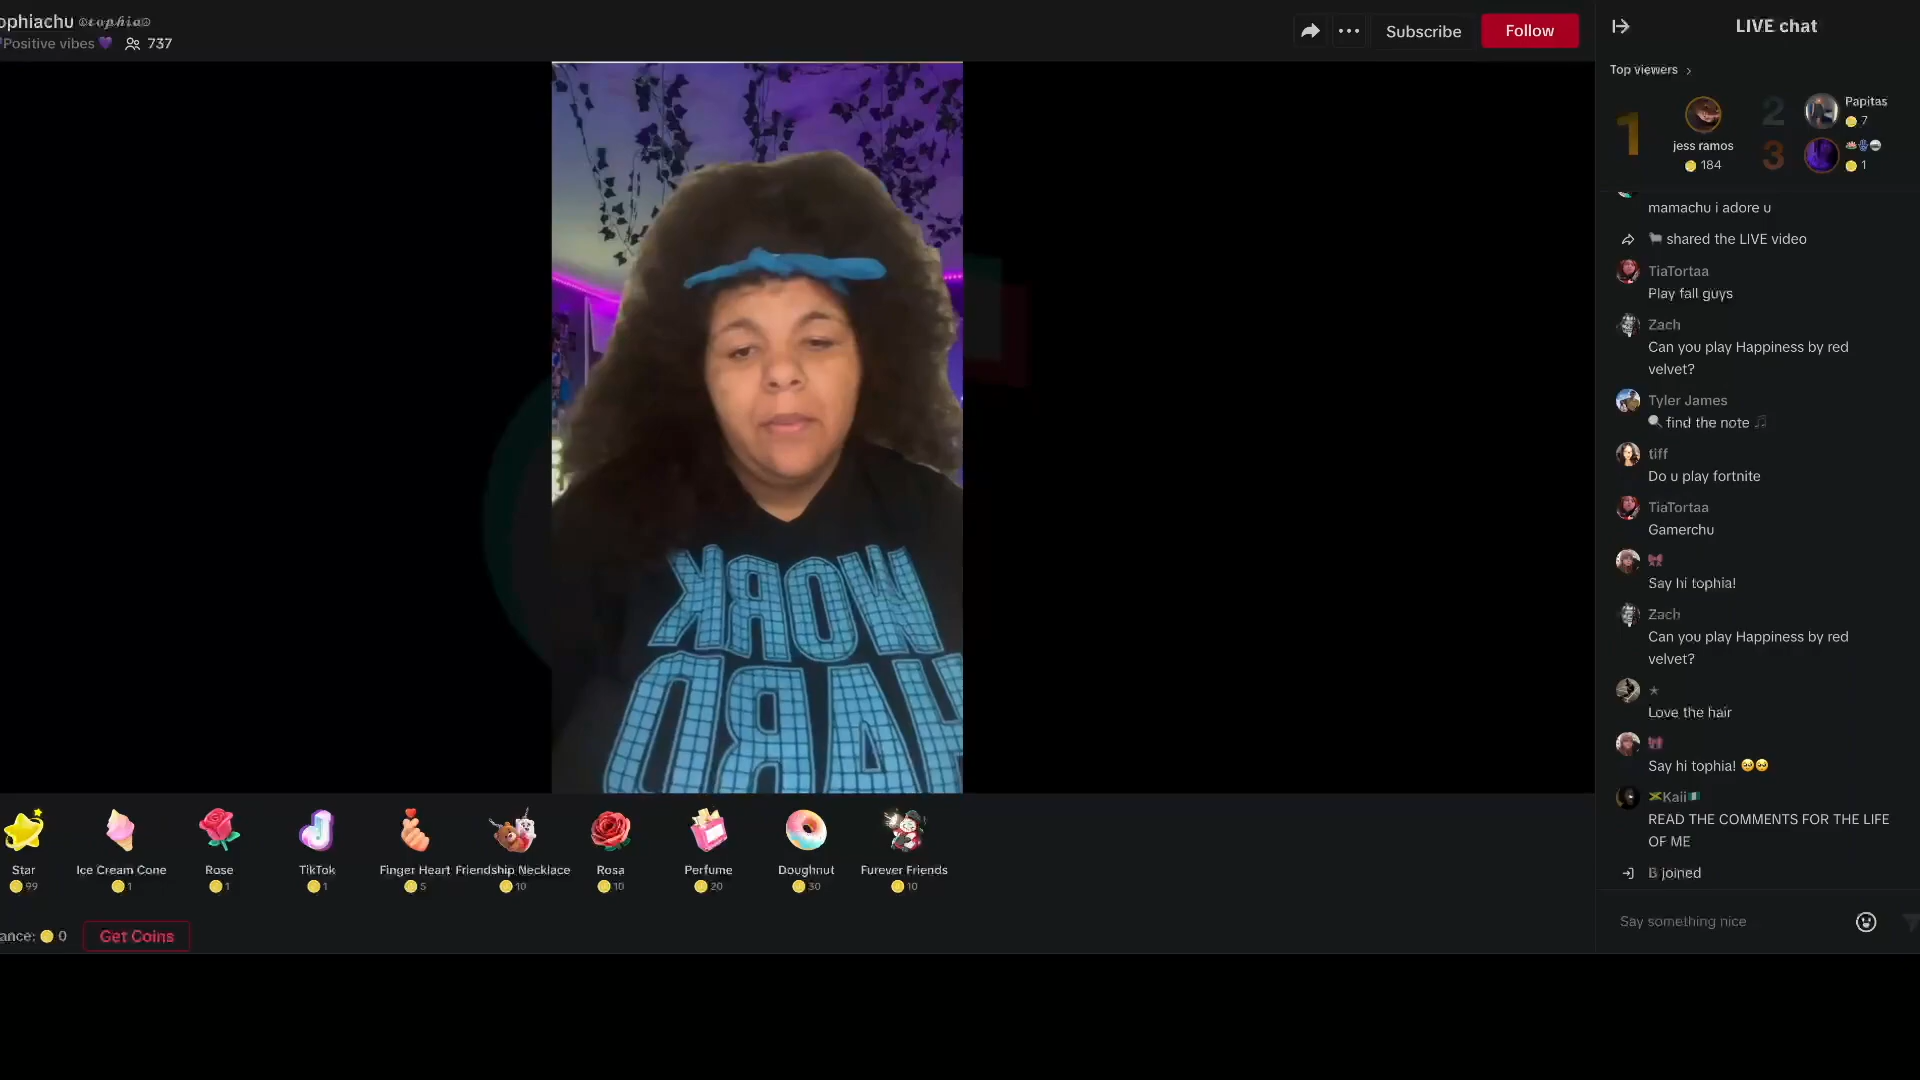 ophiachu @tophia
Positive vibes 💜 737
Subscribe
Follow
LIVE chat
Top viewers
1
jess ramos
184
2
Papitas
7
3
1
mamachu i adore u
shared the LIVE video
TiaTortaa
Play fall guys
Zach
Can you play Happiness by red
velvet?
Tyler James
🔍 find the note 🎵
tiff
Do u play fortnite
TiaTortaa
Gamerchu
🎀
Say hi tophia!
Zach
Can you play Happiness by red
velvet?
★
Love the hair
🎀
Say hi tophia! 🥺🥺
🇯🇲Kaii🇳🇬
READ THE COMMENTS FOR THE LIFE
OF ME
B joined
Say something nice
WORK
HARD
Star
99
Ice Cream Cone
1
Rose
1
TikTok
1
Finger Heart
5
Friendship Necklace
10
Rosa
10
Perfume
20
Doughnut
30
Furever Friends
10
ance: 0
Get Coins